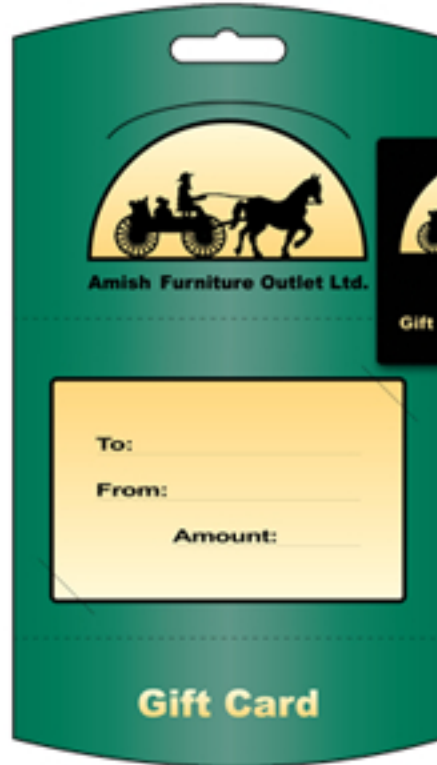 Amish Furniture Outlet Ltd.
Gift
To:
From:
Amount:
Gift Card